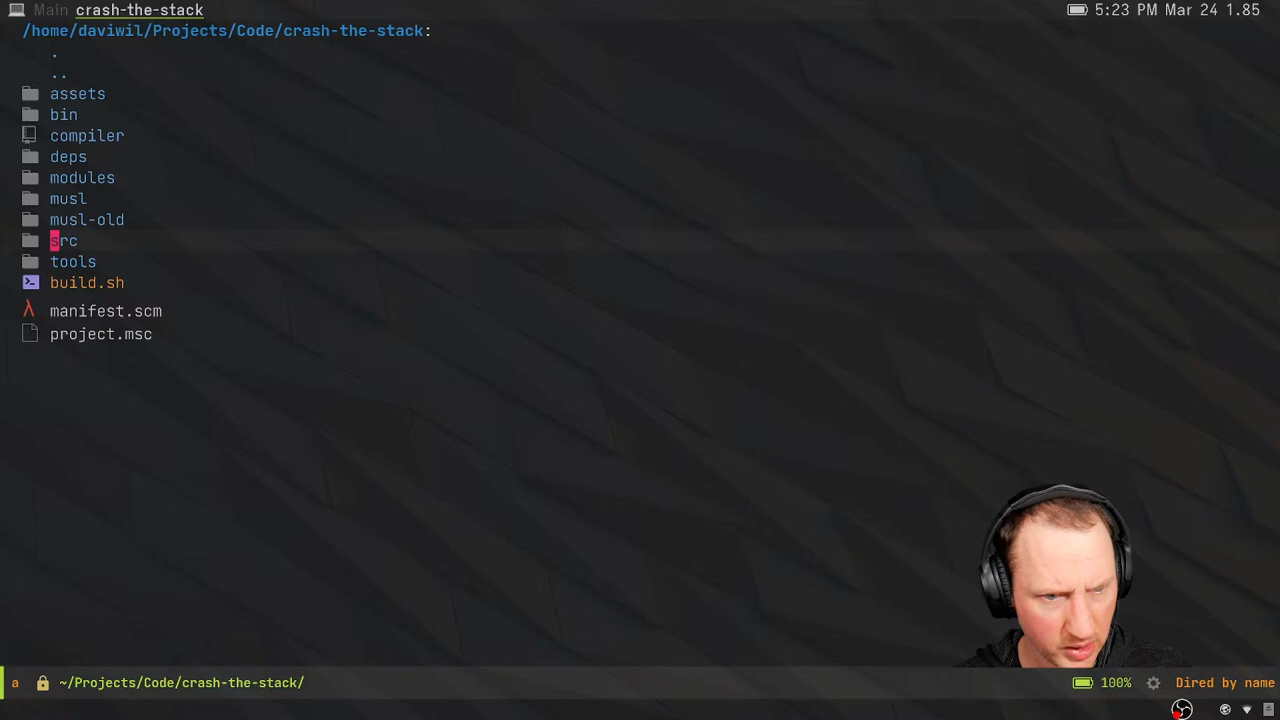 Main crash-the-stack
5:23 PM Mar 24 1.85
/home/daviwil/Projects/Code/crash-the-stack:
.
..
assets
bin
compiler
deps
modules
musl
musl-old
src
tools
build.sh
λ manifest.scm
project.msc
a ~/Projects/Code/crash-the-stack/
100% Dired by name